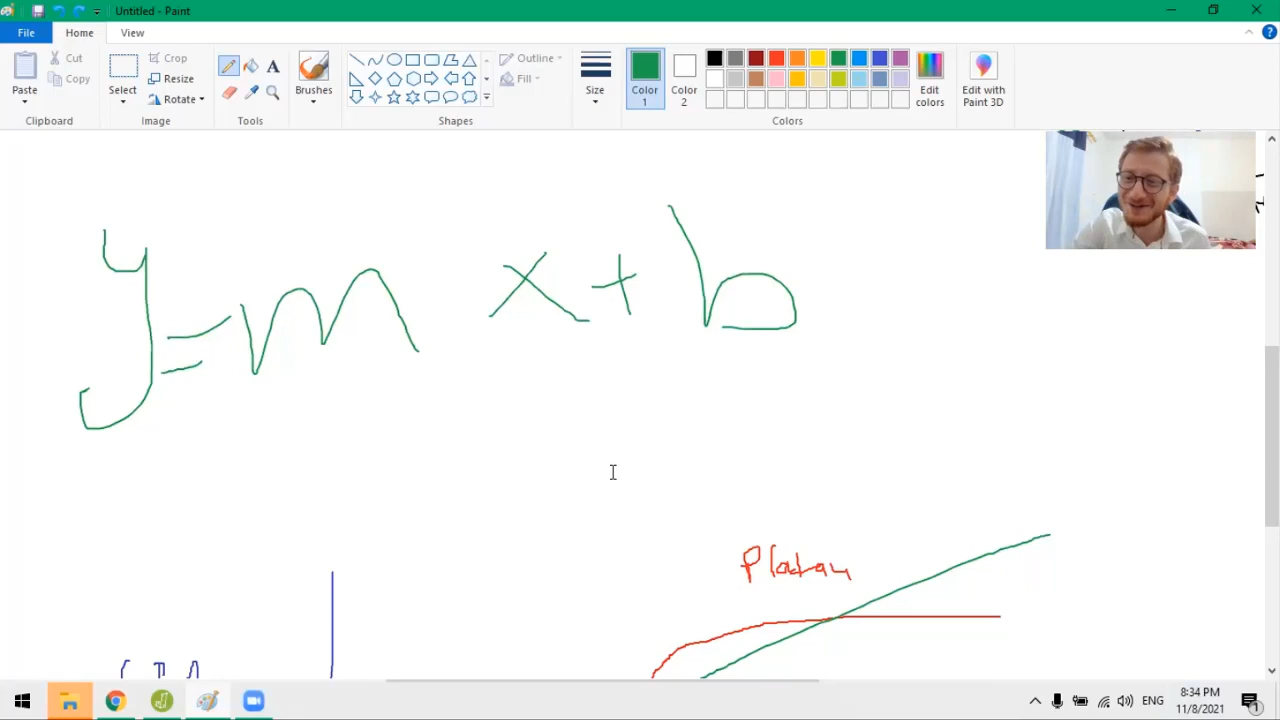 Untitled - Paint
File Home View
Paste
Cut
Copy
Clipboard
Select
Crop
Resize
Rotate
Image
A
Tools
Brushes
Shapes
Outline
Fill
Size
Color 1
Color 2
Colors
Edit colors
Edit with Paint 3D
y=m x+b
Platau
ENG
8:34 PM
11/8/2021